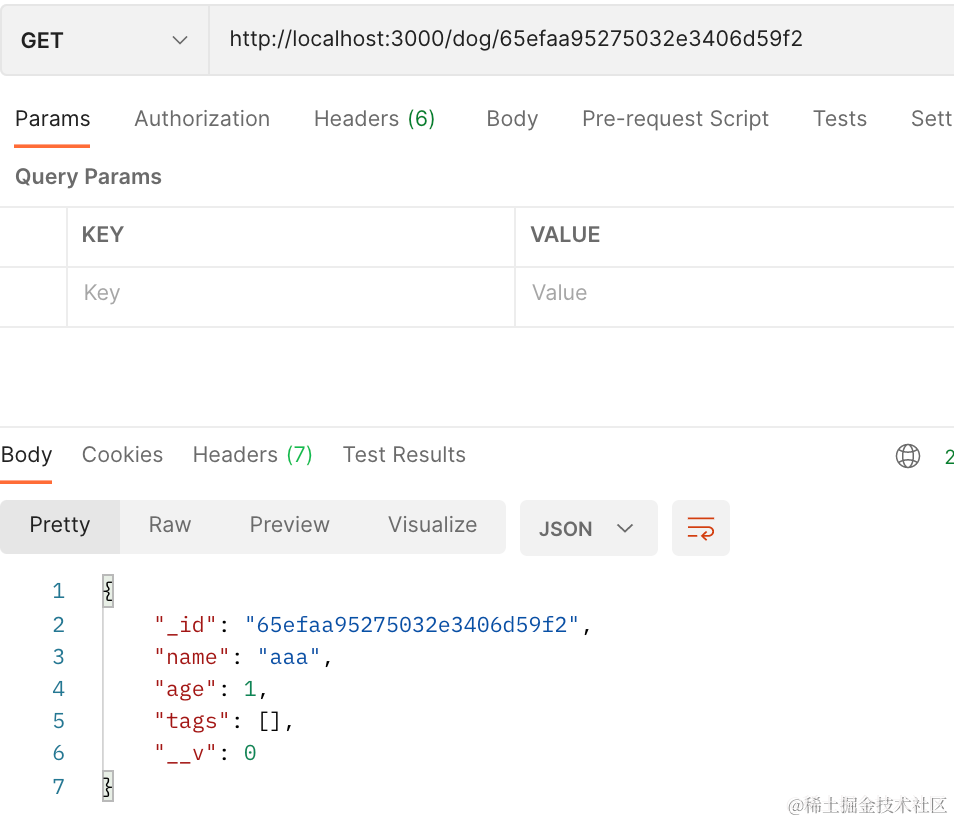 GET http://localhost:3000/dog/65efaa95275032e3406d59f2
Params Authorization Headers (6) Body Pre-request Script Tests Sett
Query Params
KEY VALUE
Key Value
Body Cookies Headers (7) Test Results 2
Pretty Raw Preview Visualize JSON
1 {
2 "_id": "65efaa95275032e3406d59f2",
3 "name": "aaa",
4 "age": 1,
5 "tags": [],
6 "__v": 0
7 }
@稀土掘金技术社区